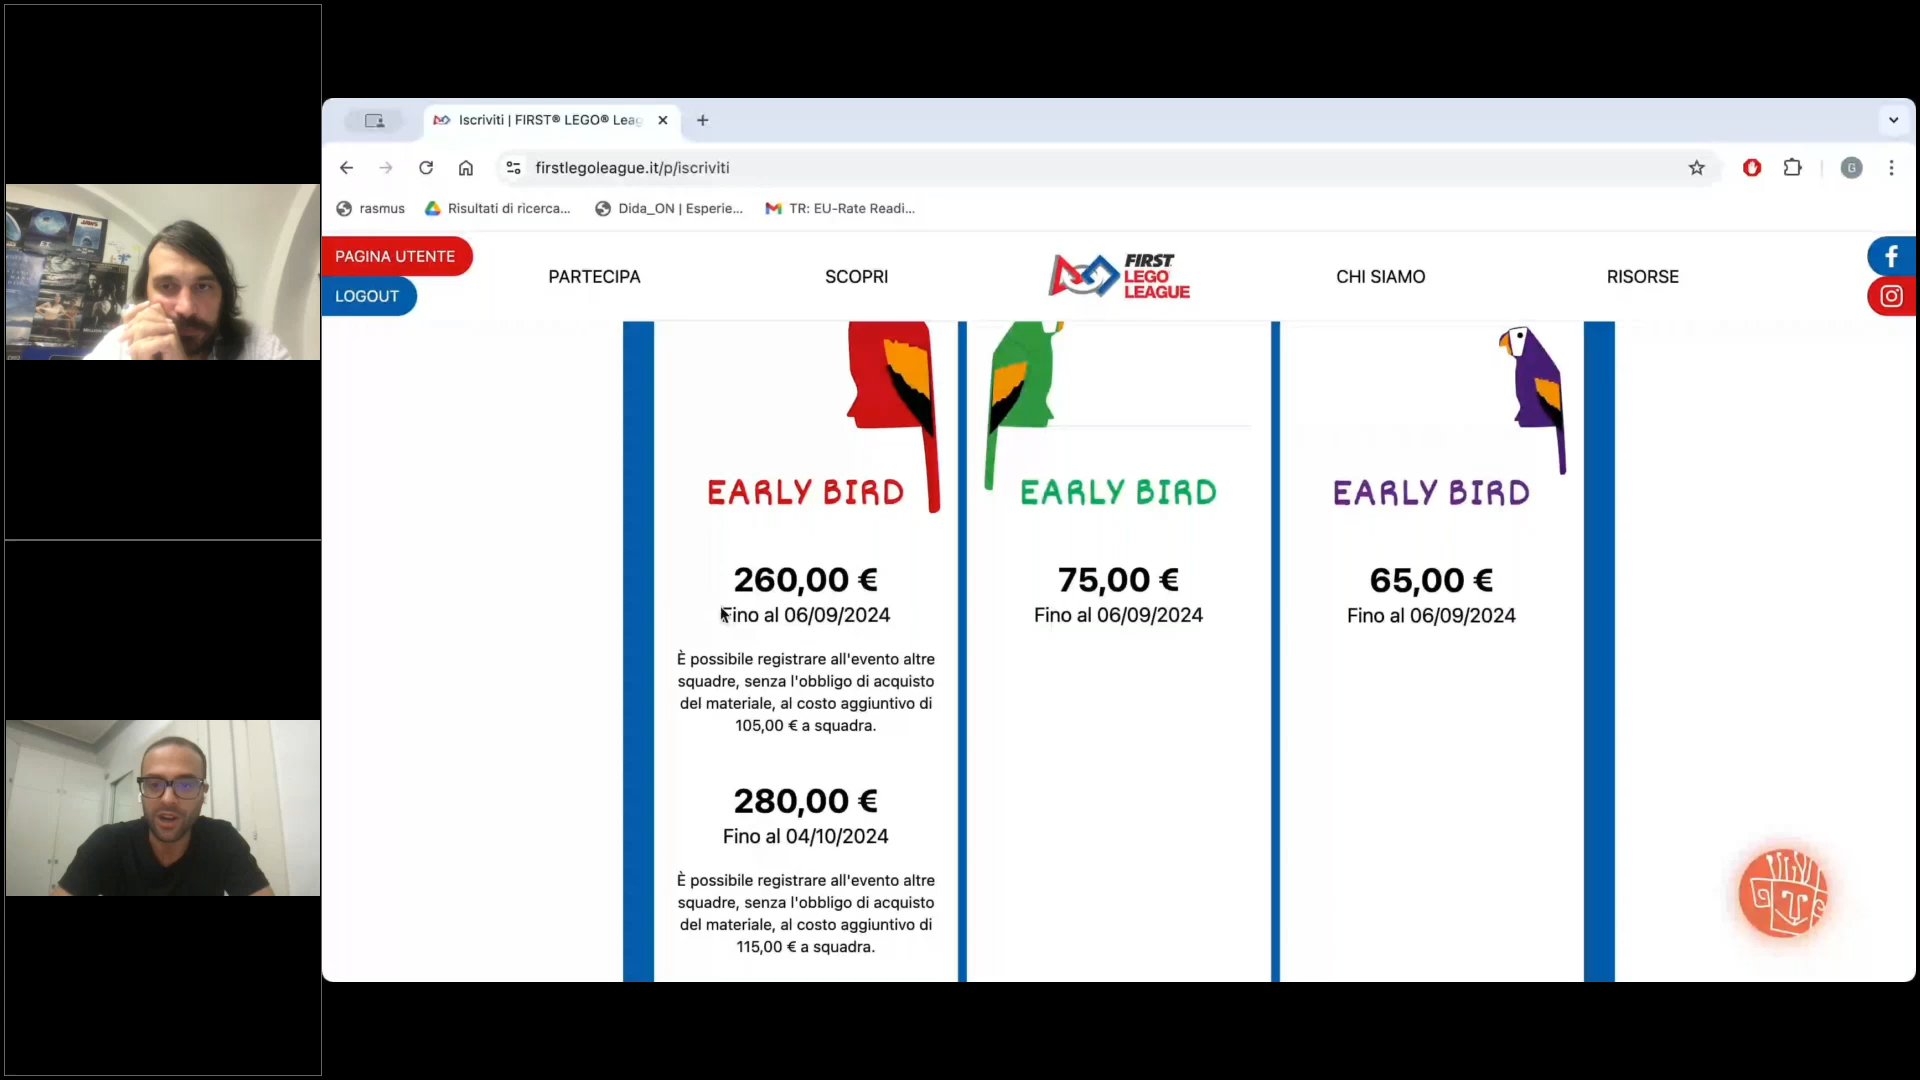 Iscriviti | FIRST® LEGO® Leag
firstlegoleague.it/p/iscriviti
G
rasmus
Risultati di ricerca...
Dida_ON | Esperie...
TR: EU-Rate Readi...
PAGINA UTENTE
LOGOUT
PARTECIPA
SCOPRI
FIRST
LEGO
LEAGUE
CHI SIAMO
RISORSE
EARLY BIRD
260,00 €
Fino al 06/09/2024
È possibile registrare all'evento altre
squadre, senza l'obbligo di acquisto
del materiale, al costo aggiuntivo di
105,00 € a squadra.
280,00 €
Fino al 04/10/2024
È possibile registrare all'evento altre
squadre, senza l'obbligo di acquisto
del materiale, al costo aggiuntivo di
115,00 € a squadra.
EARLY BIRD
75,00 €
Fino al 06/09/2024
EARLY BIRD
65,00 €
Fino al 06/09/2024